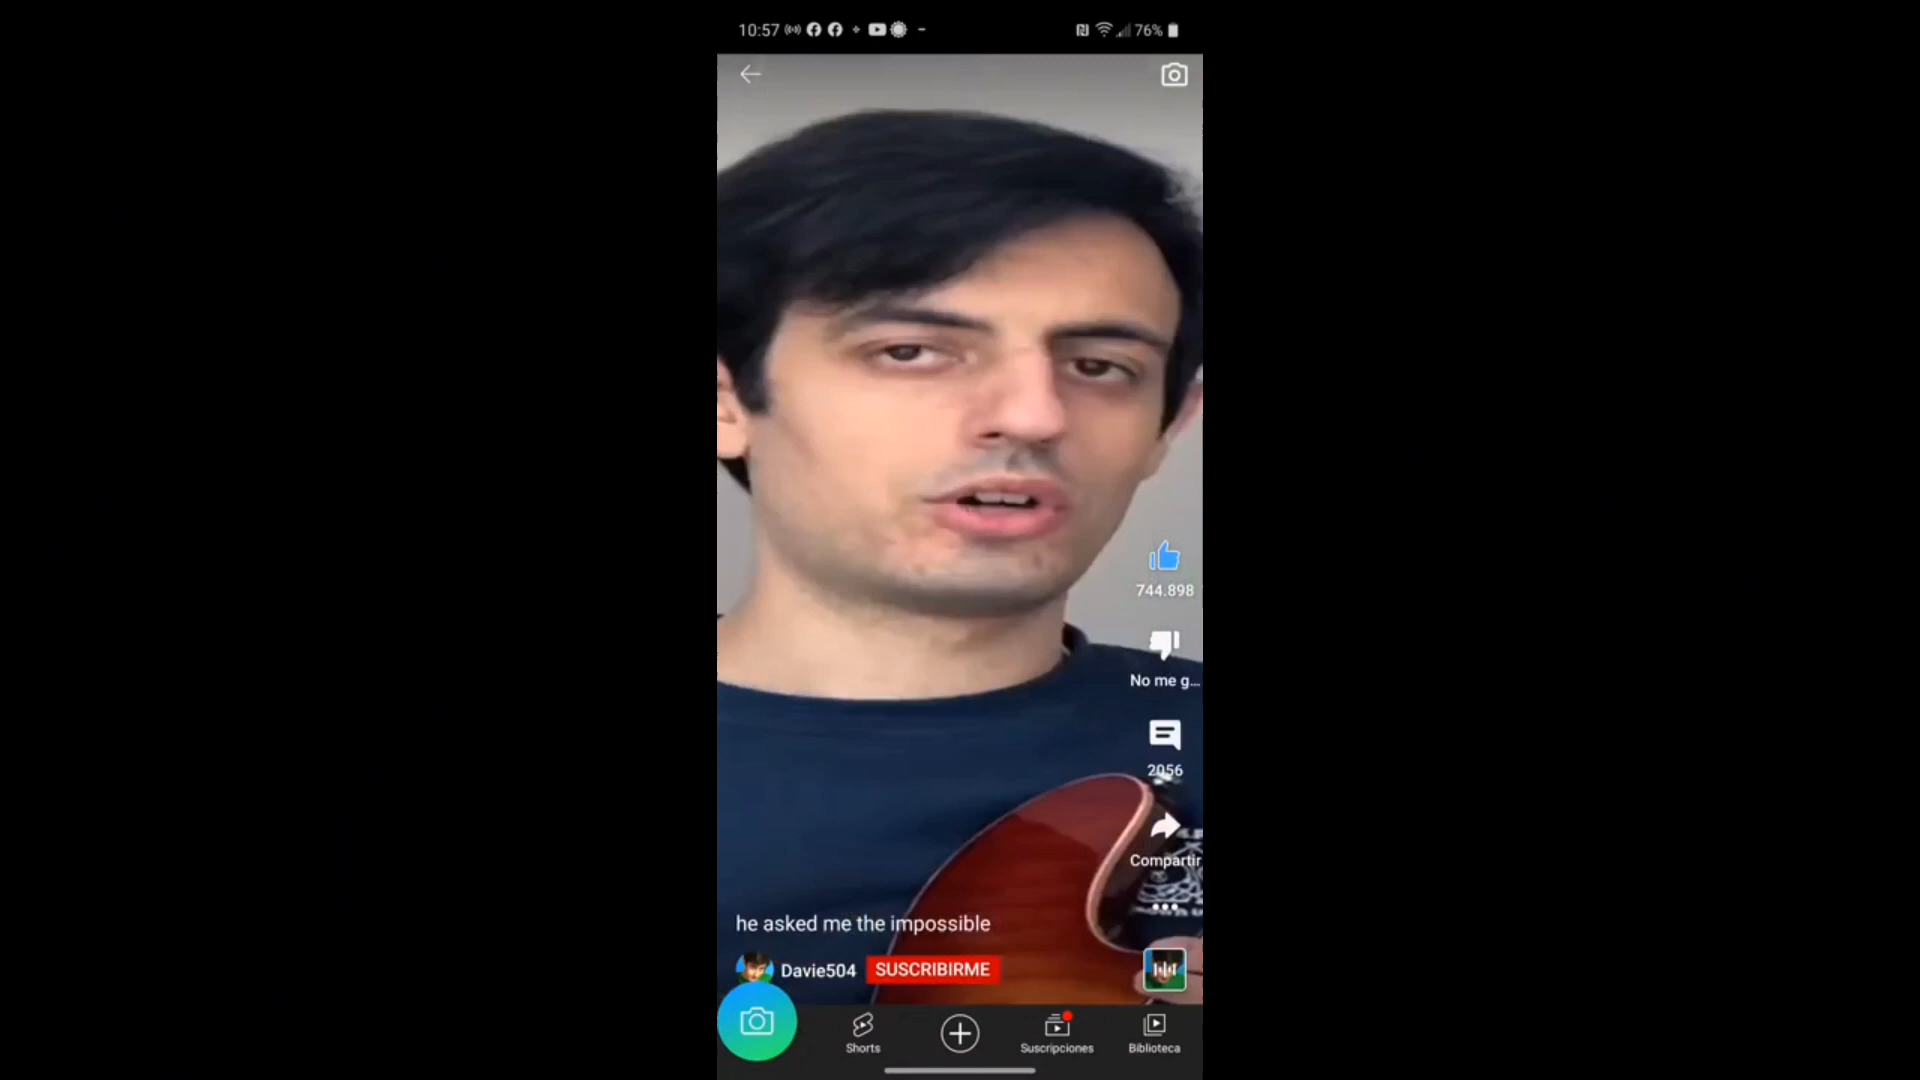 10:57
76%
744.898
No me g...
2056
Compartir
he asked me the impossible
Davie504
SUSCRIBIRME
Shorts
Suscripciones
Biblioteca